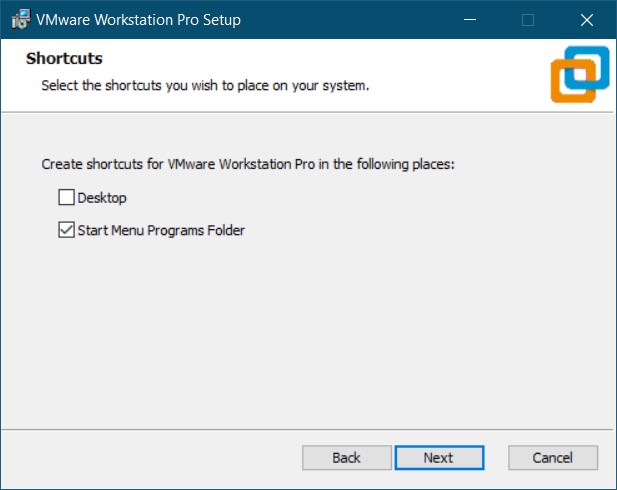 VMware Workstation Pro Setup
Shortcuts
Select the shortcuts you wish to place on your system.
Create shortcuts for VMware Workstation Pro in the following places:
Desktop
Start Menu Programs Folder
Back Next Cancel